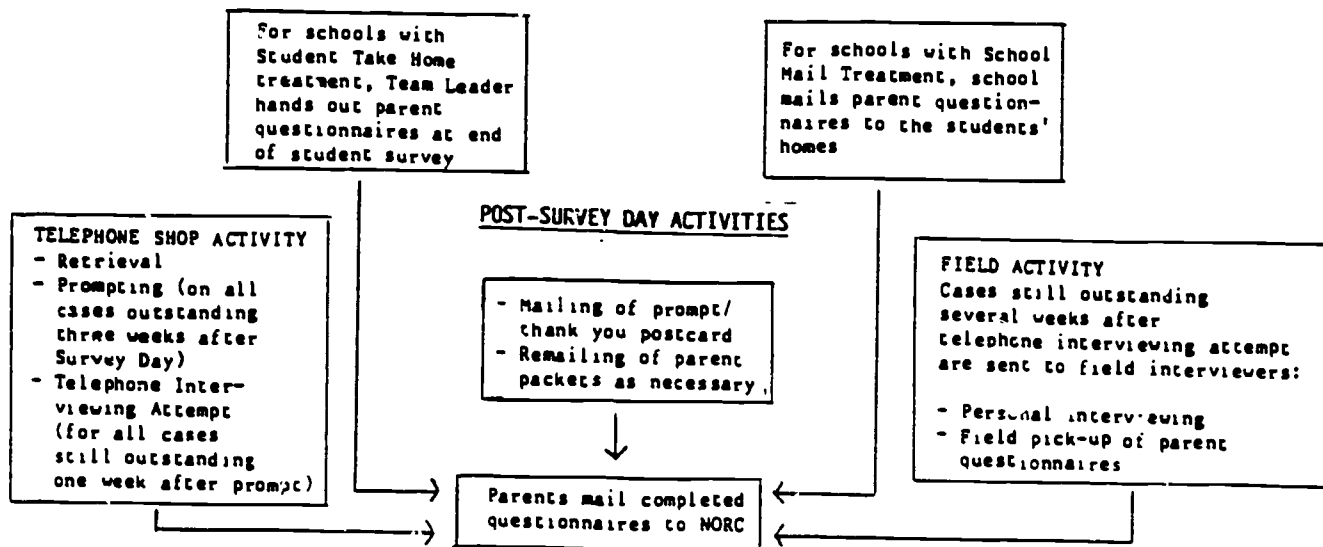 For schools with
Student Take Home
treatment, Team Leader
hands out parent
questionnaires at end
of student survey
For schools with School
Mail Treatment, school
mails parent question-
naires to the students'
homes
POST-SURVEY DAY ACTIVITIES
TELEPHONE SHOP ACTIVITY
- Retrieval
- Prompting (on all
cases outstanding
three weeks after
Survey Day)
- Telephone Inter-
viewing Attempt
(for all cases
still outstanding
one week after prompt)
- Mailing of prompt/
thank you postcard
- Remailing of parent
packets as necessary.
FIELD ACTIVITY
Cases still outstanding
several weeks after
telephone interviewing attempt
are sent to field interviewers:
- Personal interviewing
- Field pick-up of parent
questionnaires
Parents mail completed
questionnaires to NORC